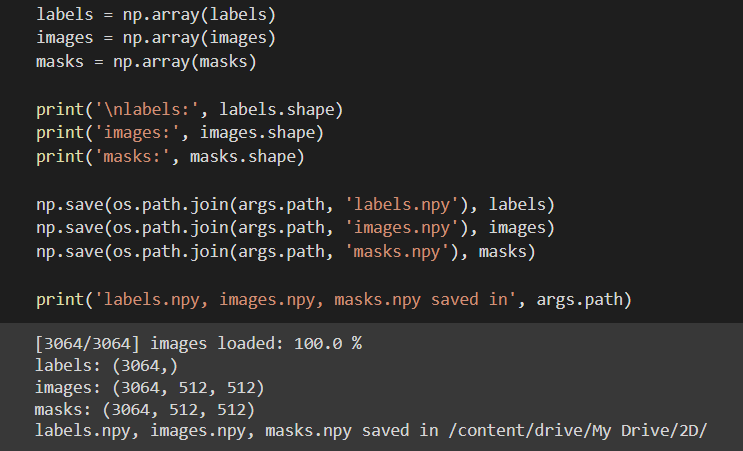 labels = np.array(labels)
images = np.array(images)
masks = np.array(masks)
print('\nlabels:', labels.shape)
print('images:', images.shape)
print('masks:', masks.shape)
np.save(os.path.join(args.path, 'labels.npy'), labels)
np.save(os.path.join(args.path, 'images.npy'), images)
np.save(os.path.join(args.path, 'masks.npy'), masks)
print('labels.npy, images.npy, masks.npy saved in', args.path)
[3064/3064] images loaded: 100.0 %
labels: (3064,)
images: (3064, 512, 512)
masks: (3064, 512, 512)
labels.npy, images.npy, masks.npy saved in /content/drive/My Drive/2D/